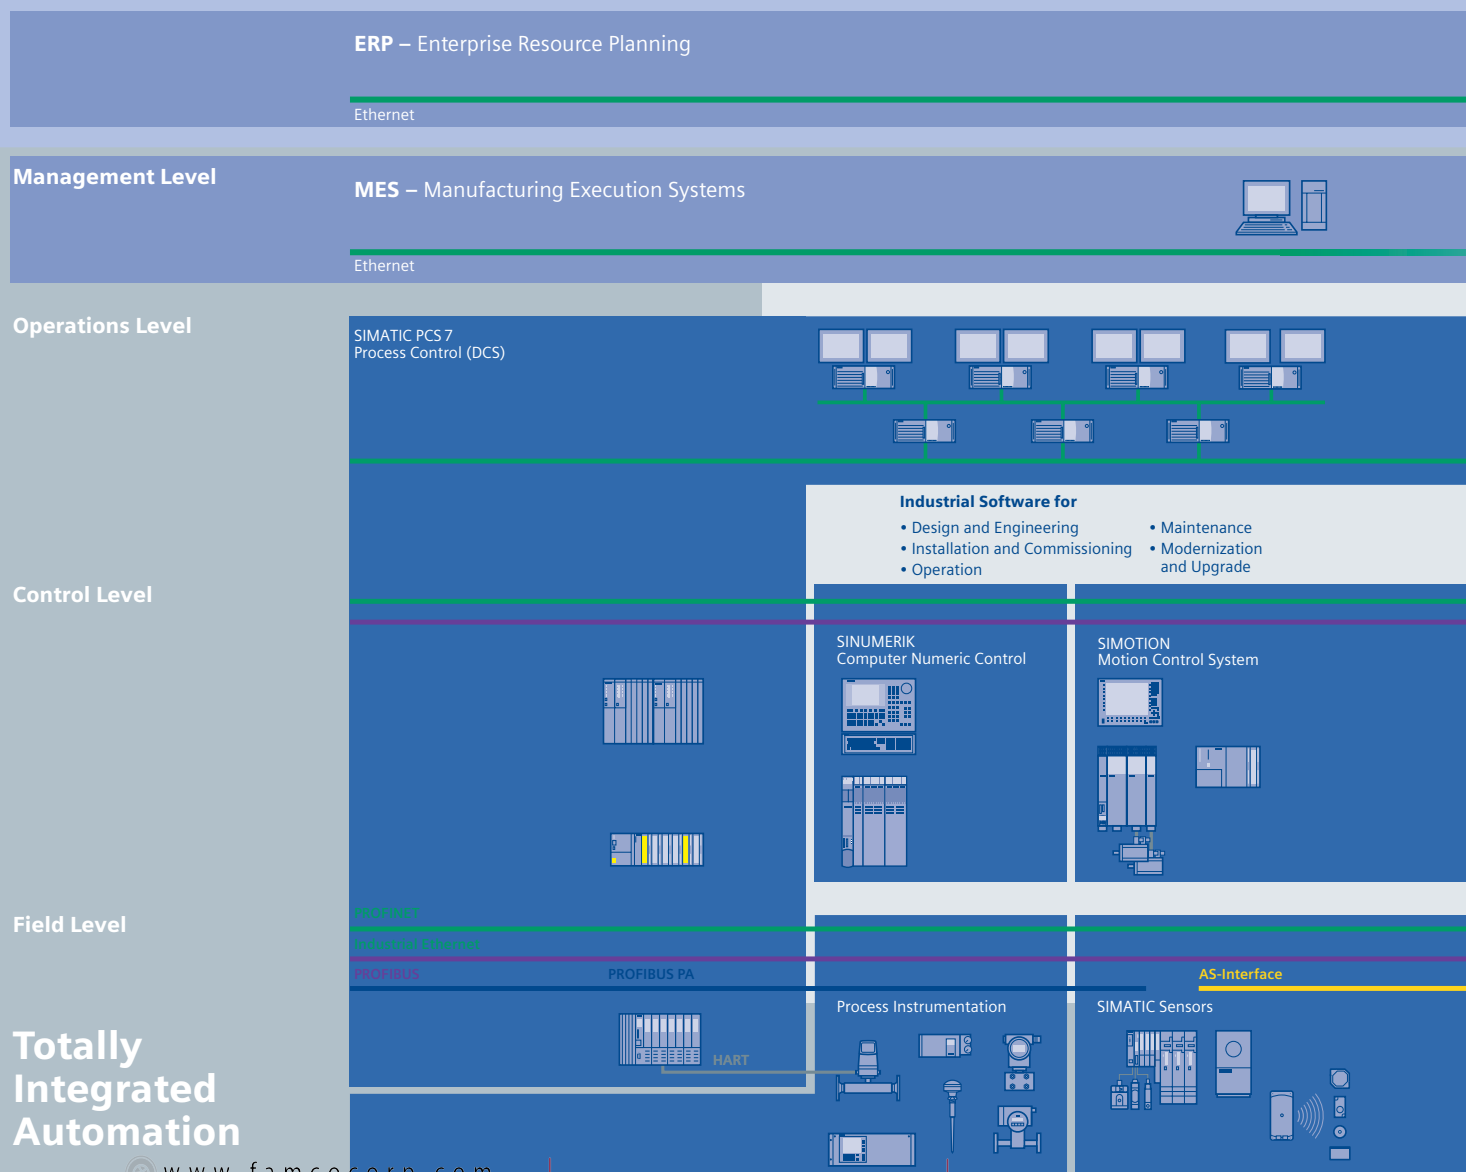 ERP – Enterprise Resource Planning
Ethernet
Management Level
MES – Manufacturing Execution Systems
Ethernet
Operations Level
SIMATIC PCS 7
Process Control (DCS)
Industrial Software for
• Design and Engineering
• Installation and Commissioning
• Operation
• Maintenance
• Modernization
and Upgrade
Control Level
SINUMERIK
Computer Numeric Control
SIMOTION
Motion Control System
Field Level
PROFINET
Industrial Ethernet
PROFIBUS
PROFIBUS PA
AS-Interface
Process Instrumentation
SIMATIC Sensors
HART
Totally
Integrated
Automation
www.famcocorp.com